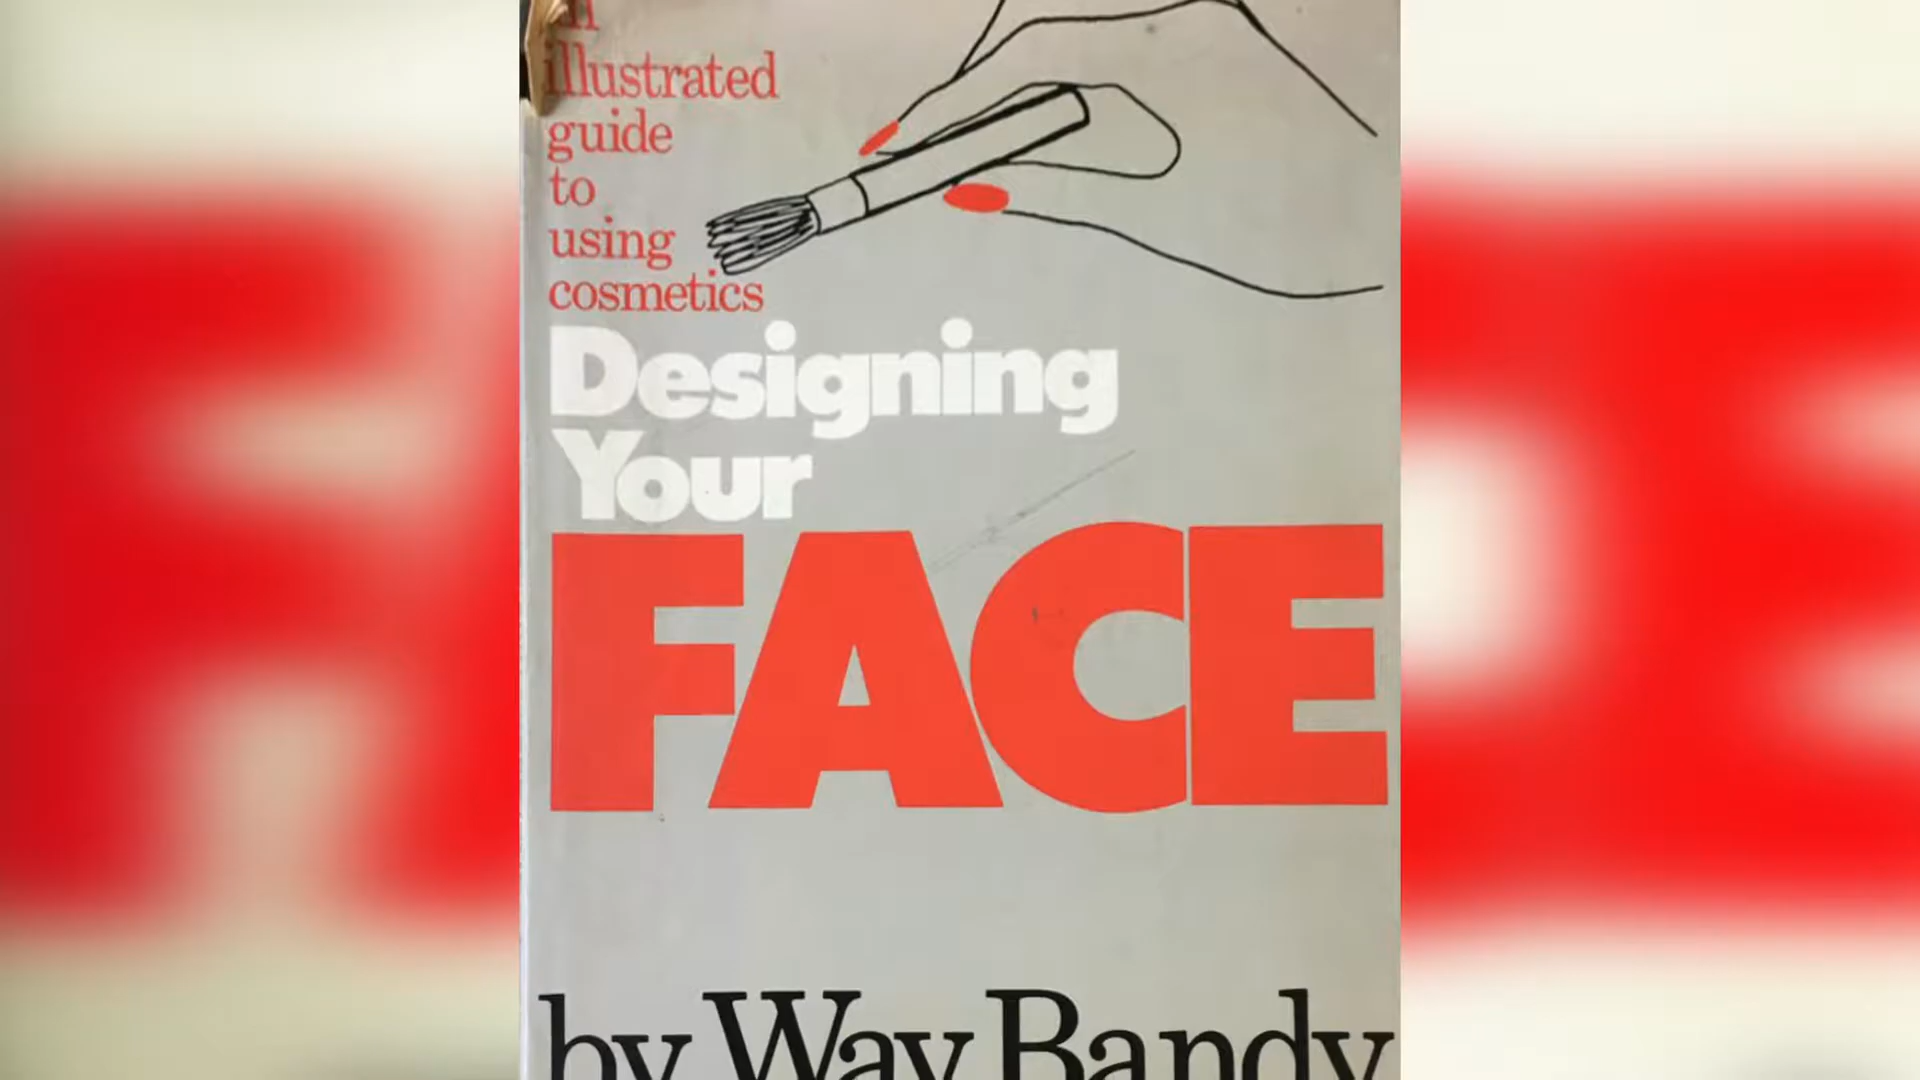 illustrated
guide
to
using
cosmetics
Designing
Your
FACE
by Way Bandy